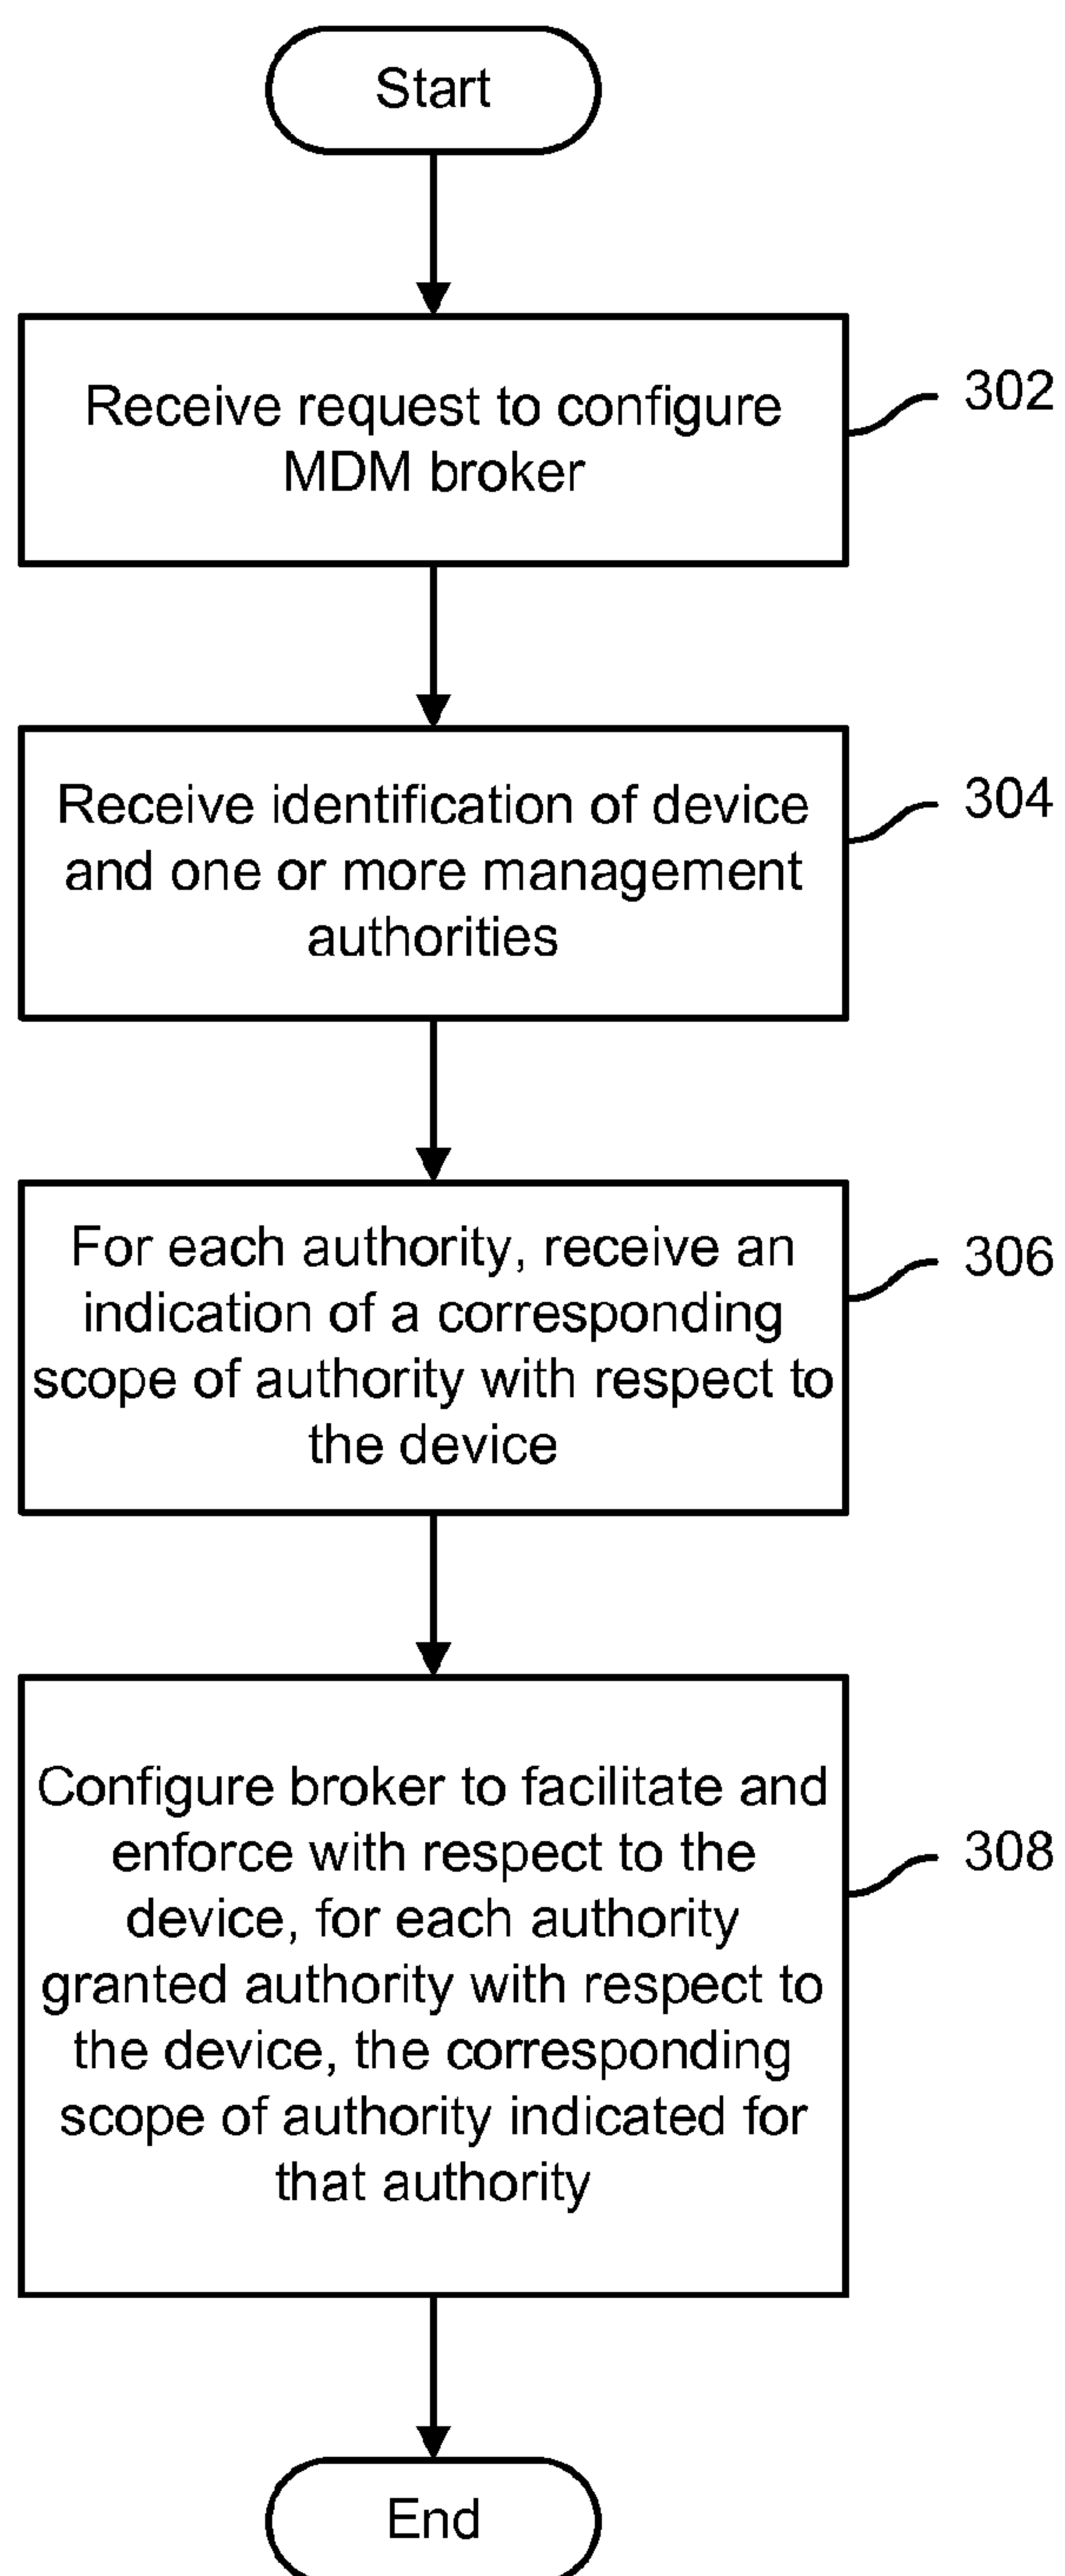 Start
Receive request to configure
MDM broker
302
Receive identification of device
and one or more management
authorities
304
For each authority, receive an
indication of a corresponding
scope of authority with respect to
the device
306
Configure broker to facilitate and
enforce with respect to the
device, for each authority
granted authority with respect to
the device, the corresponding
scope of authority indicated for
that authority
308
End